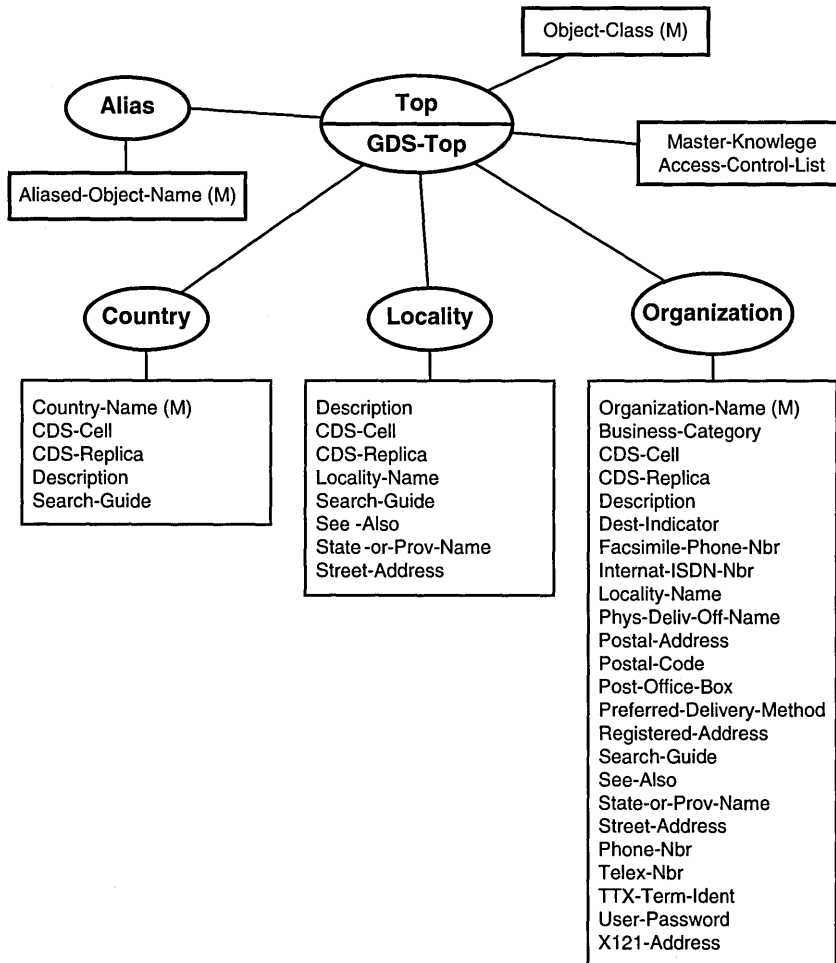 Object-Class (M)
Alias
Top
GDS-Top
Master-Knowlege
Access-Control-List
Aliased-Object-Name (M)
Country
Locality
Organization
Country-Name (M)
CDS-Cell
CDS-Replica
Description
Search-Guide
Description
CDS-Cell
CDS-Replica
Locality-Name
Search-Guide
See -Also
State-or-Prov-Name
Street-Address
Organization-Name (M)
Business-Category
CDS-Cell
CDS-Replica
Description
Dest-Indicator
Facsimile-Phone-Nbr
Internat-ISDN-Nbr
Locality-Name
Phys-Deliv-Off-Name
Postal-Address
Postal-Code
Post-Office-Box
Preferred-Delivery-Method
Registered-Address
Search-Guide
See-Also
State-or-Prov-Name
Street-Address
Phone-Nbr
Telex-Nbr
TTX-Term-Ident
User-Password
X121-Address